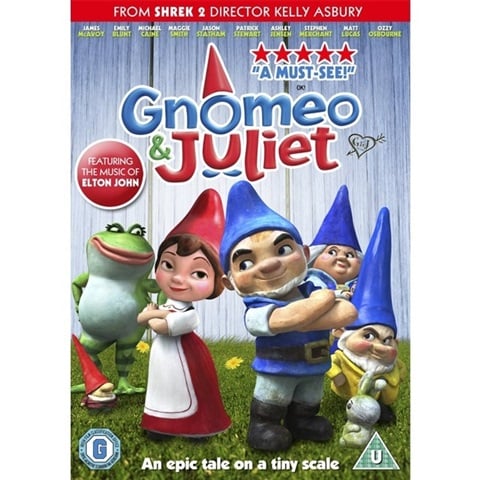 FROM SHREK 2 DIRECTOR KELLY ASBURY
JAMES McAVOY EMILY BLUNT MICHAEL CAINE MAGGIE SMITH JASON STATHAM PATRICK STEWART ASHLEY JENSEN STEPHEN MERCHANT MATT LUCAS OZZY OSBOURNE
"A MUST-SEE!"
OK!
GNOMEO
& JULIET
G&J
FEATURING
THE MUSIC OF
ELTON JOHN
G
U
An epic tale on a tiny scale